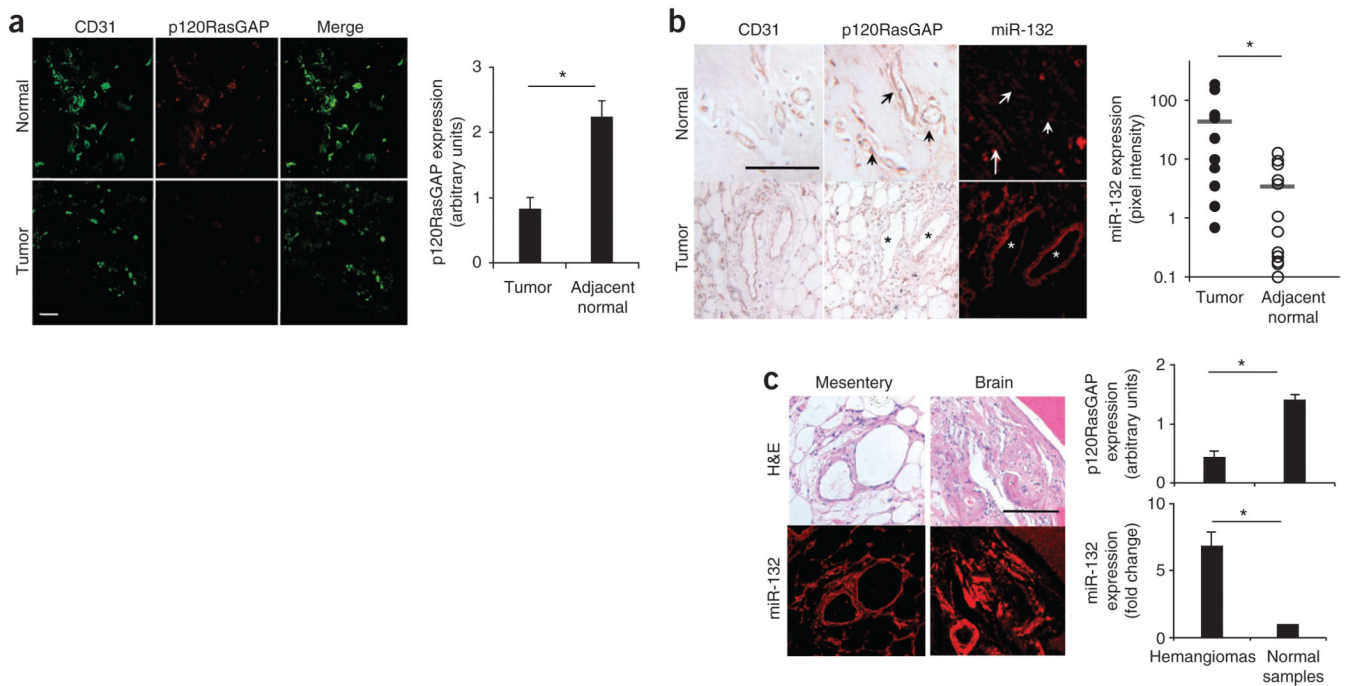 a
CD31
p120RasGAP
Merge
Normal
Tumor
p120RasGAP expression
(arbitrary units)
3
2
1
0
*
Tumor
Adjacent
normal
b
CD31
p120RasGAP
miR-132
Normal
Tumor
*
*
*
*
miR-132 expression
(pixel intensity)
100
10
1
0.1
*
Tumor
Adjacent
normal
c
Mesentery
Brain
H&E
miR-132
p120RasGAP
expression
(arbitrary units)
2
1
0
*
miR-132
expression
(fold change)
10
5
0
*
Hemangiomas
Normal
samples